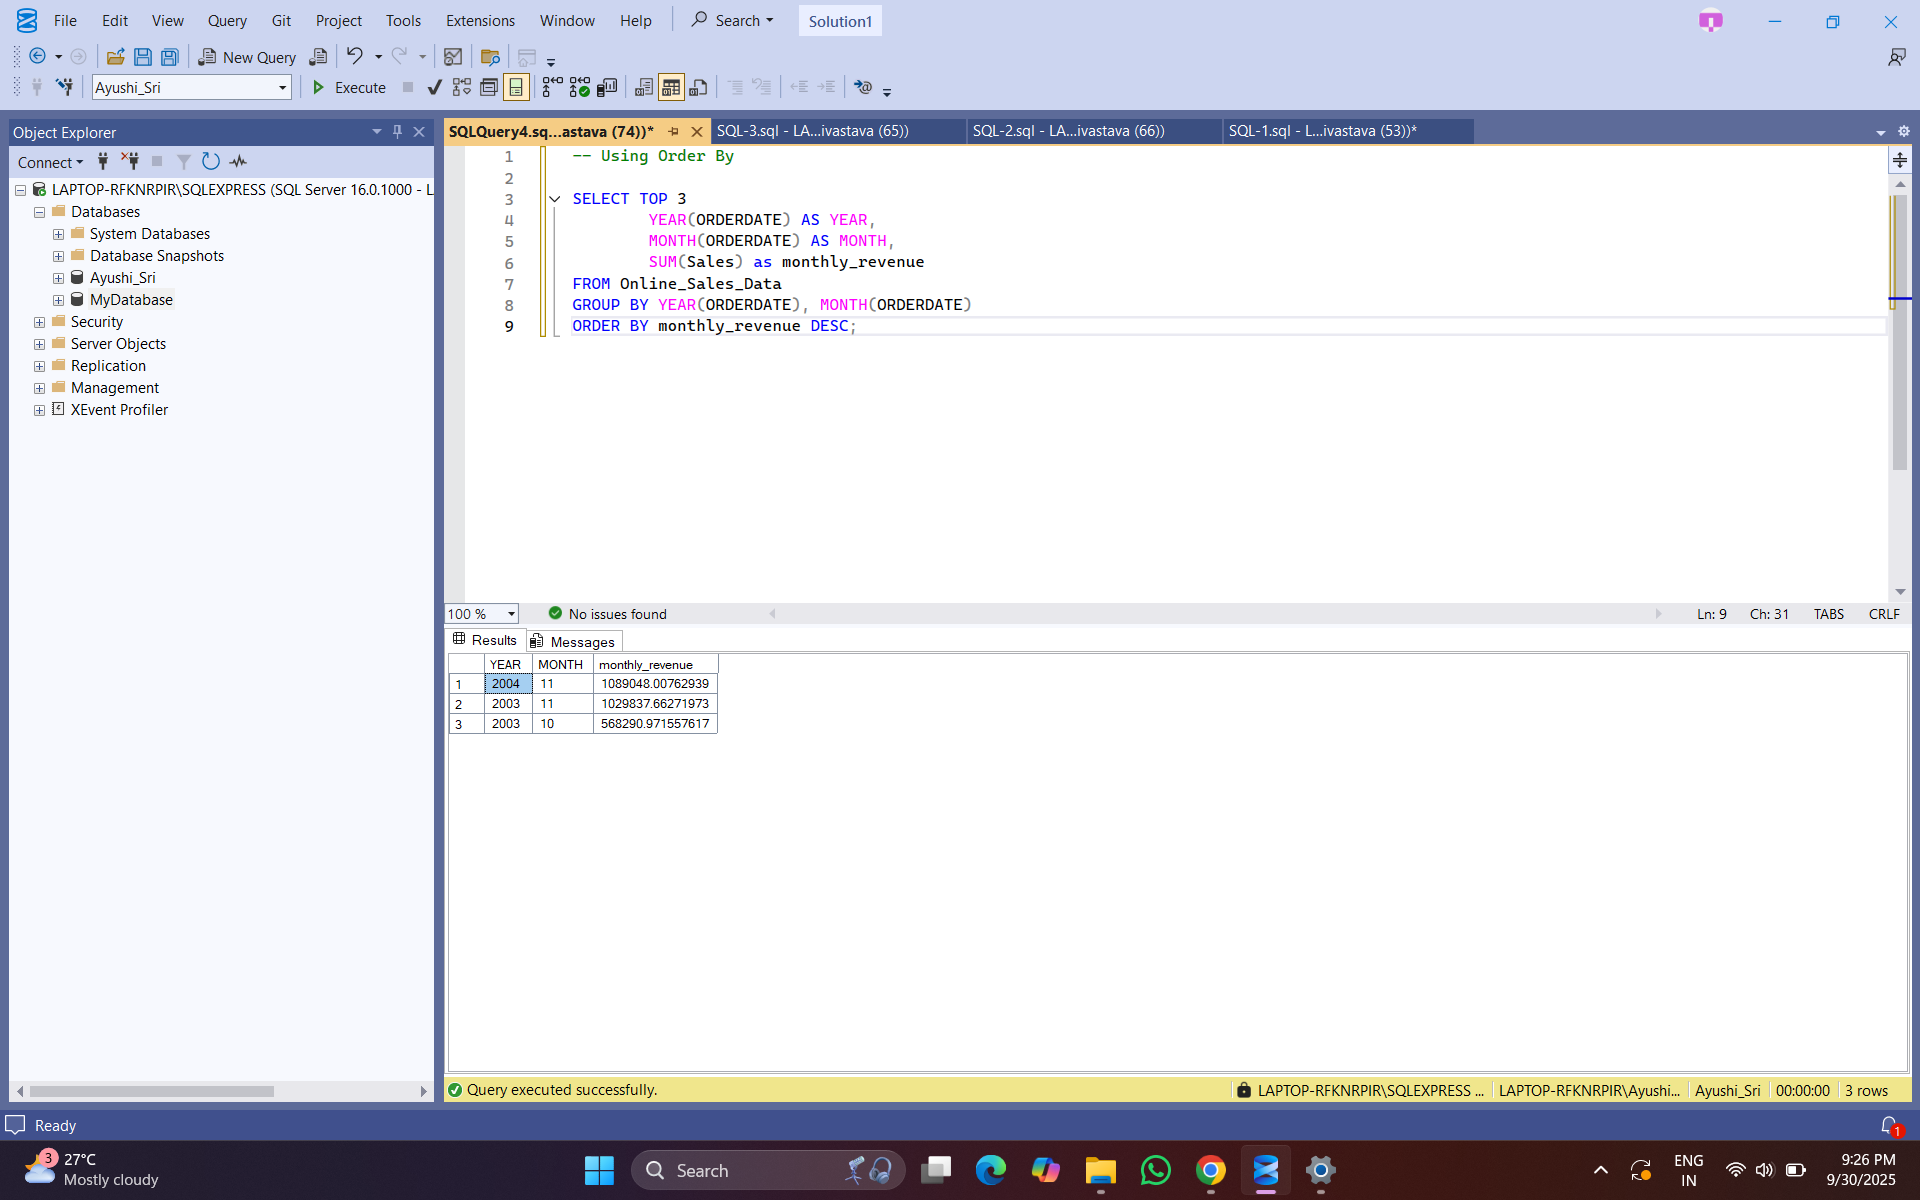 File Edit View Query Git Project Tools Extensions Window Help Search Solution1
New Query
Ayushi_Sri Execute
Object Explorer
Connect
LAPTOP-RFKNRPIR\SQLEXPRESS (SQL Server 16.0.1000 - L
Databases
System Databases
Database Snapshots
Ayushi_Sri
MyDatabase
Security
Server Objects
Replication
Management
XEvent Profiler
SQLQuery4.sq...astava (74))* SQL-3.sql - LA...ivastava (65)) SQL-2.sql - LA...ivastava (66)) SQL-1.sql - L...ivastava (53))*
1 -- Using Order By
2
3 SELECT TOP 3
4 YEAR(ORDERDATE) AS YEAR,
5 MONTH(ORDERDATE) AS MONTH,
6 SUM(Sales) as monthly_revenue
7 FROM Online_Sales_Data
8 GROUP BY YEAR(ORDERDATE), MONTH(ORDERDATE)
9 ORDER BY monthly_revenue DESC;
100 % No issues found Ln: 9 Ch: 31 TABS CRLF
Results Messages
YEAR MONTH monthly_revenue
1 2004 11 1089048.00762939
2 2003 11 1029837.66271973
3 2003 10 568290.971557617
Query executed successfully. LAPTOP-RFKNRPIR\SQLEXPRESS ... LAPTOP-RFKNRPIR\Ayushi... Ayushi_Sri 00:00:00 3 rows
Ready 1
3 27°C
Mostly cloudy
Search
ENG
IN
9:26 PM
9/30/2025